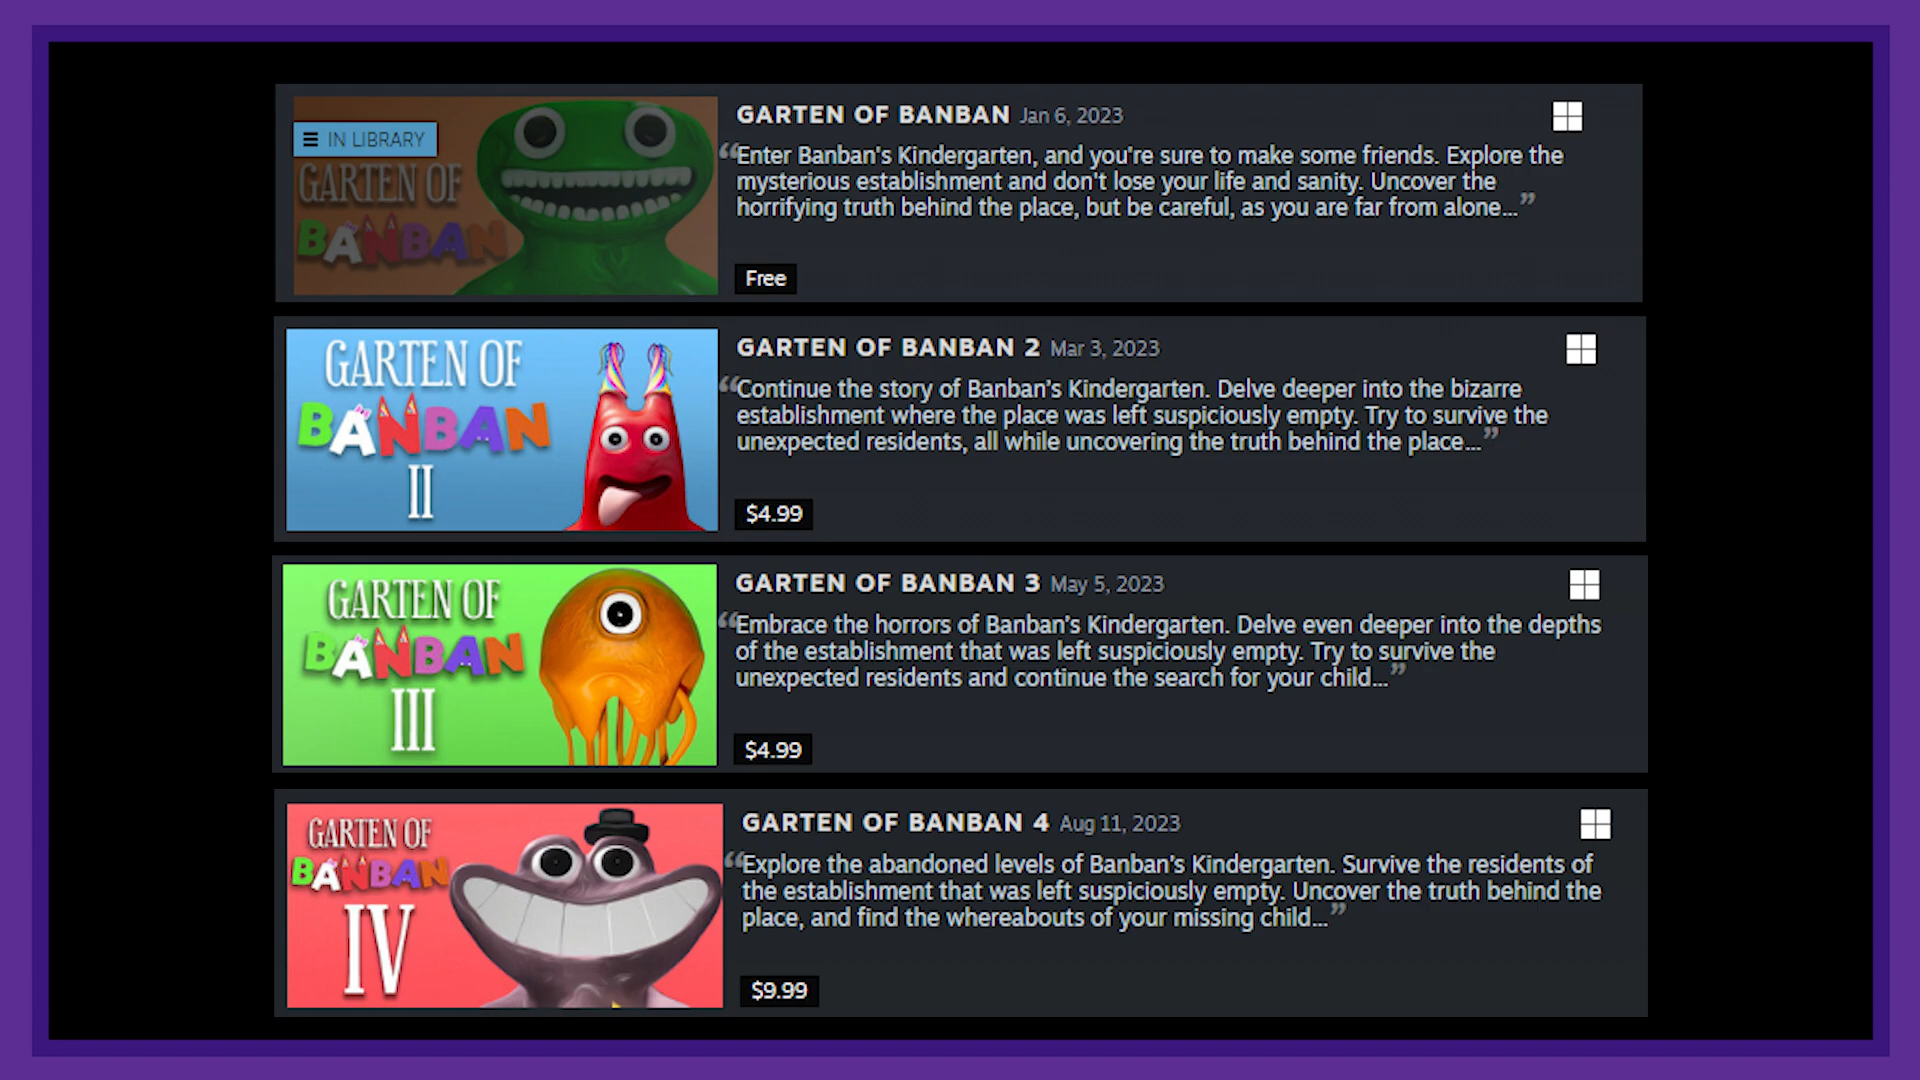 IN LIBRARY
GARTEN OF
BANBAN
GARTEN OF BANBAN Jan 6, 2023
“Enter Banban's Kindergarten, and you're sure to make some friends. Explore the
mysterious establishment and don't lose your life and sanity. Uncover the
horrifying truth behind the place, but be careful, as you are far from alone...”
Free
GARTEN OF
BANBAN
II
GARTEN OF BANBAN 2 Mar 3, 2023
“Continue the story of Banban’s Kindergarten. Delve deeper into the bizarre
establishment where the place was left suspiciously empty. Try to survive the
unexpected residents, all while uncovering the truth behind the place...”
$4.99
GARTEN OF
BANBAN
III
GARTEN OF BANBAN 3 May 5, 2023
“Embrace the horrors of Banban’s Kindergarten. Delve even deeper into the depths
of the establishment that was left suspiciously empty. Try to survive the
unexpected residents and continue the search for your child...”
$4.99
GARTEN OF
BANBAN
IV
GARTEN OF BANBAN 4 Aug 11, 2023
“Explore the abandoned levels of Banban’s Kindergarten. Survive the residents of
the establishment that was left suspiciously empty. Uncover the truth behind the
place, and find the whereabouts of your missing child...”
$9.99